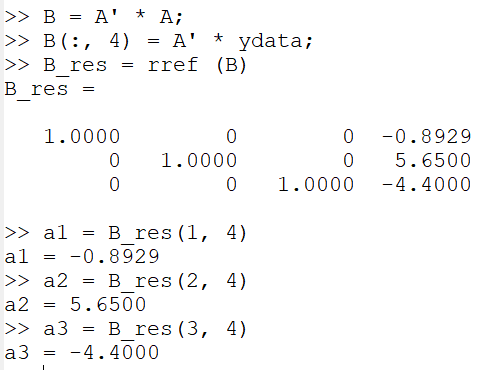 >> B = A' * A;
>> B(:, 4) = A' * ydata;
>> B_res = rref (B)
B_res =
1.0000 0 0 -0.8929
0 1.0000 0 5.6500
0 0 1.0000 -4.4000
>> a1 = B_res(1, 4)
a1 = -0.8929
>> a2 = B_res(2, 4)
a2 = 5.6500
>> a3 = B_res(3, 4)
a3 = -4.4000